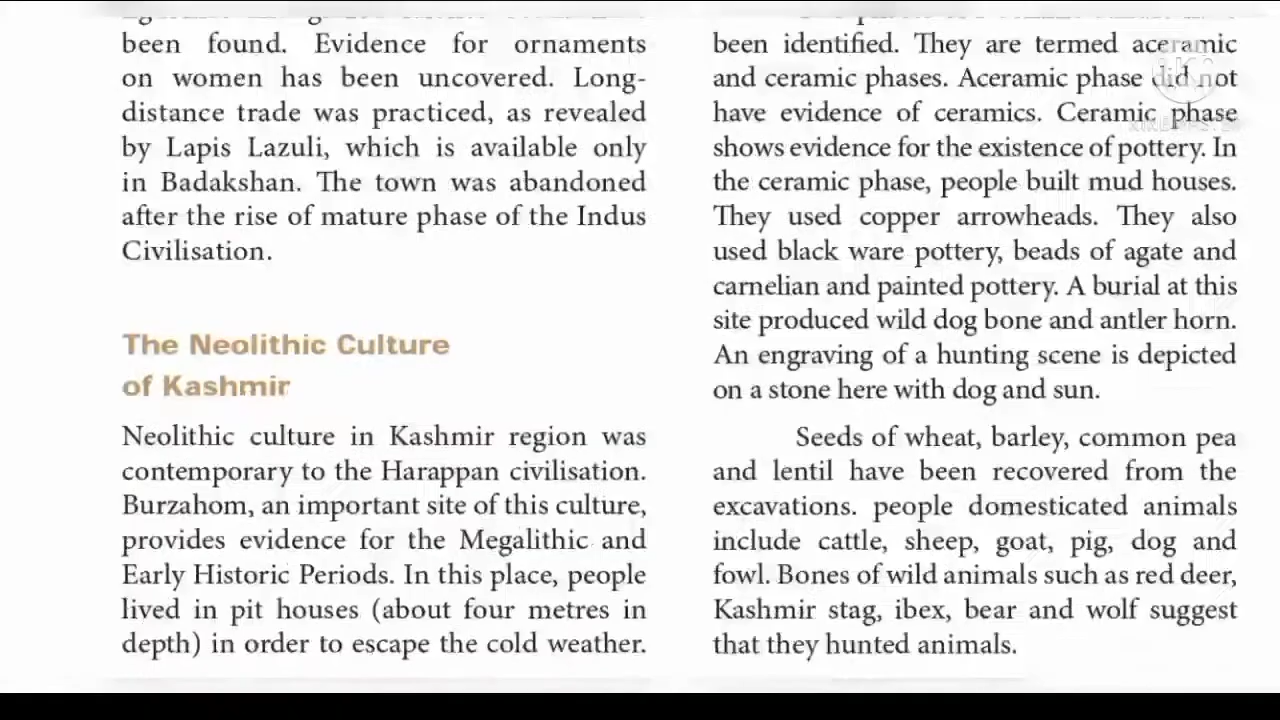 been found. Evidence for ornaments
on women has been uncovered. Long-
distance trade was practiced, as revealed
by Lapis Lazuli, which is available only
in Badakshan. The town was abandoned
after the rise of mature phase of the Indus
Civilisation.
The Neolithic Culture
of Kashmir
Neolithic culture in Kashmir region was
contemporary to the Harappan civilisation.
Burzahom, an important site of this culture,
provides evidence for the Megalithic and
Early Historic Periods. In this place, people
lived in pit houses (about four metres in
depth) in order to escape the cold weather.
been identified. They are termed aceramic
and ceramic phases. Aceramic phase did not
have evidence of ceramics. Ceramic phase
shows evidence for the existence of pottery. In
the ceramic phase, people built mud houses.
They used copper arrowheads. They also
used black ware pottery, beads of agate and
carnelian and painted pottery. A burial at this
site produced wild dog bone and antler horn.
An engraving of a hunting scene is depicted
on a stone here with dog and sun.
Seeds of wheat, barley, common pea
and lentil have been recovered from the
excavations. people domesticated animals
include cattle, sheep, goat, pig, dog and
fowl. Bones of wild animals such as red deer,
Kashmir stag, ibex, bear and wolf suggest
that they hunted animals.